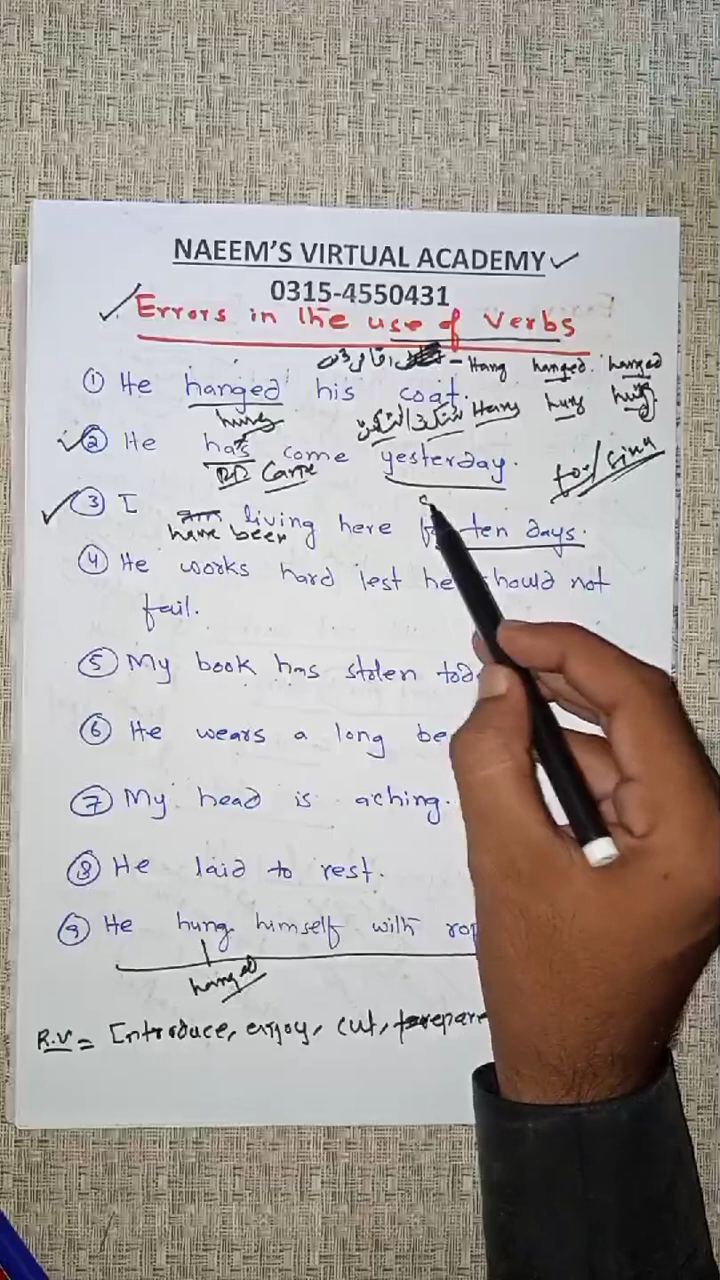 NAEEM'S VIRTUAL ACADEMY
0315-4550431
Errors in the use of verbs
- Hang hanged. hanged
① He hanged his coat.
hung Hang hung hung
② He has come yesterday.
Came for/sinu
③ I am living here ten days.
have been
④ He works hard lest he should not
fail.
⑤ My book has stolen
⑥ He wears a long
⑦ My head is aching.
⑧ He laid to rest.
⑨ He hung himself with
hanged
R.V = Introduce, enjoy, cut, prepare